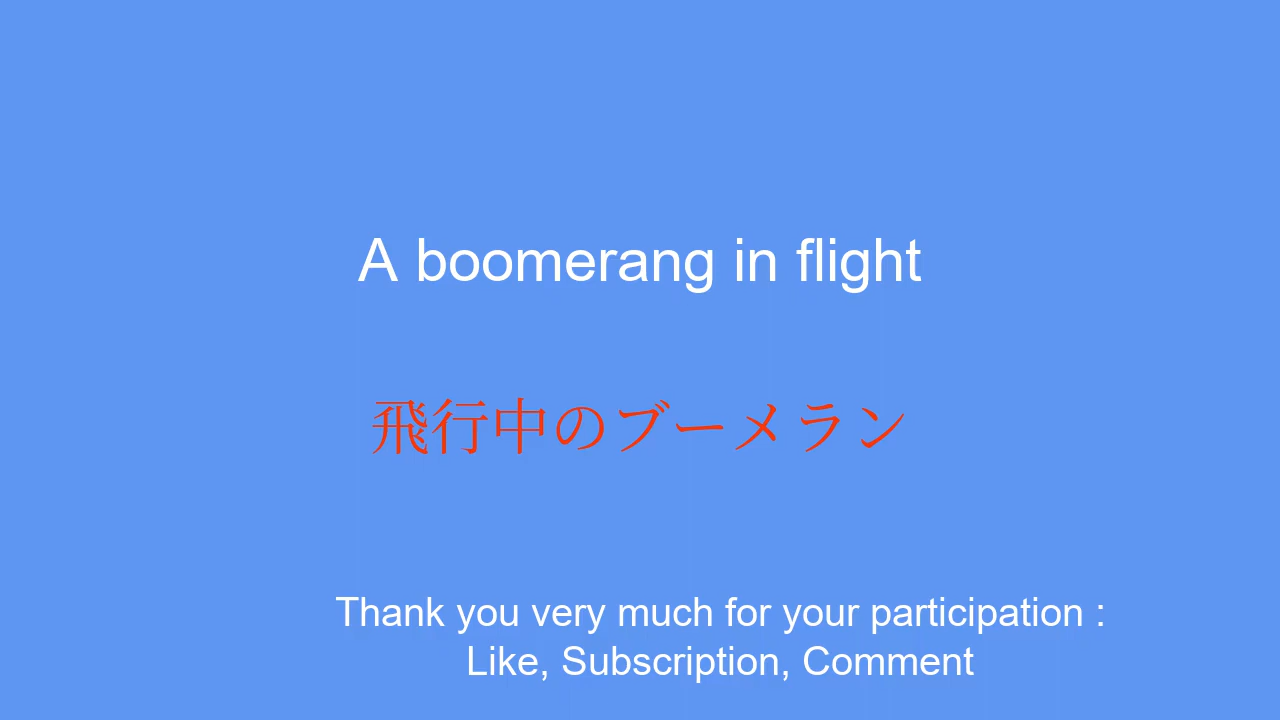 A boomerang in flight
飛行中のブーメラン
Thank you very much for your participation :
Like, Subscription, Comment